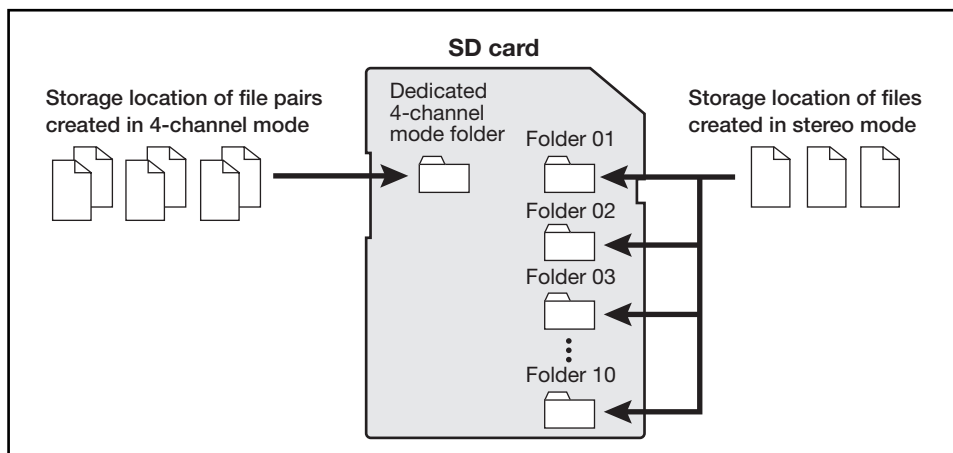 SD card
Storage location of file pairs
created in 4-channel mode
Dedicated
4-channel
mode folder
Folder 01
Folder 02
Folder 03
Folder 10
Storage location of files
created in stereo mode